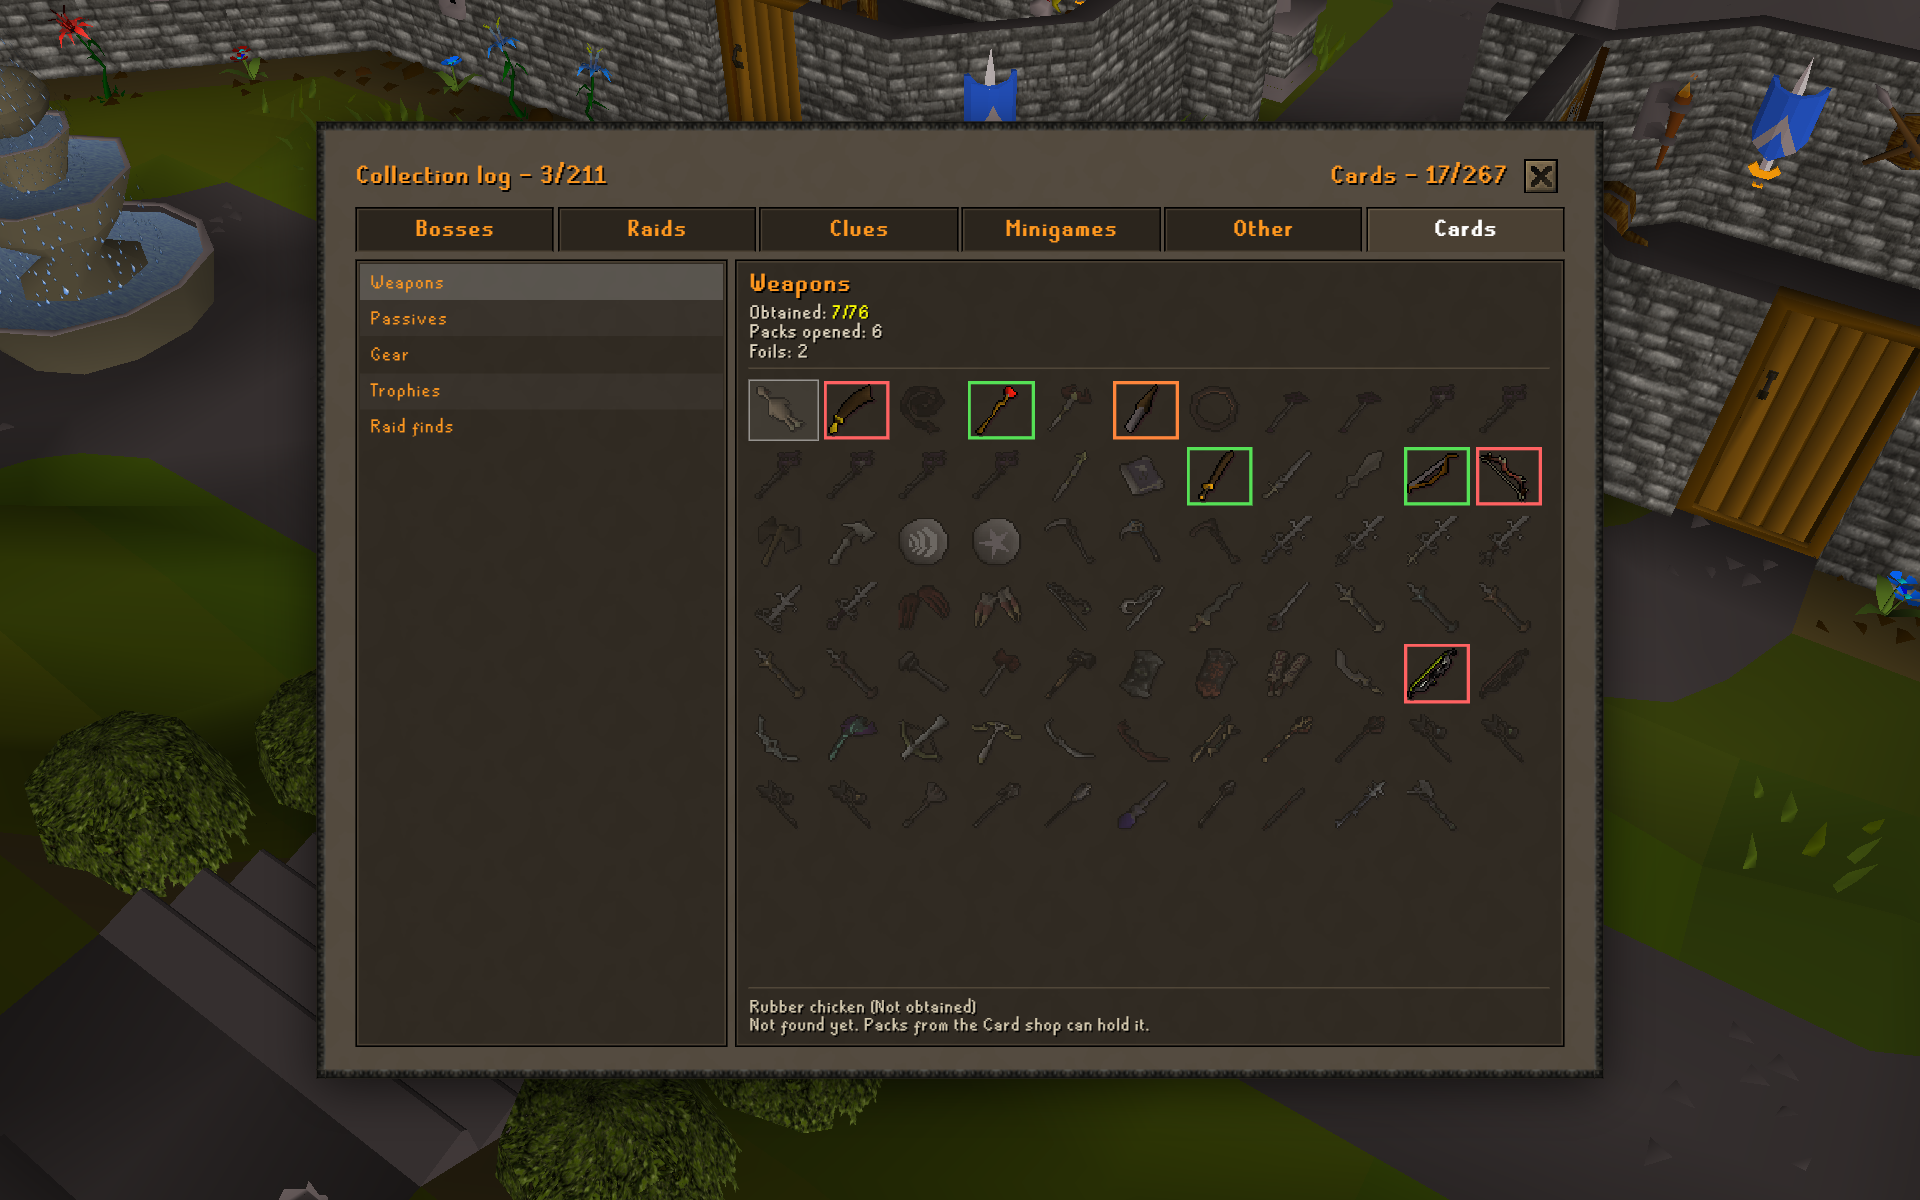 Collection log - 3/211
Cards - 17/267
Bosses
Raids
Clues
Minigames
Other
Cards
Weapons
Passives
Gear
Trophies
Raid finds
Weapons
Obtained: 7/76
Packs opened: 6
Foils: 2
Rubber chicken (Not obtained)
Not found yet. Packs from the Card shop can hold it.